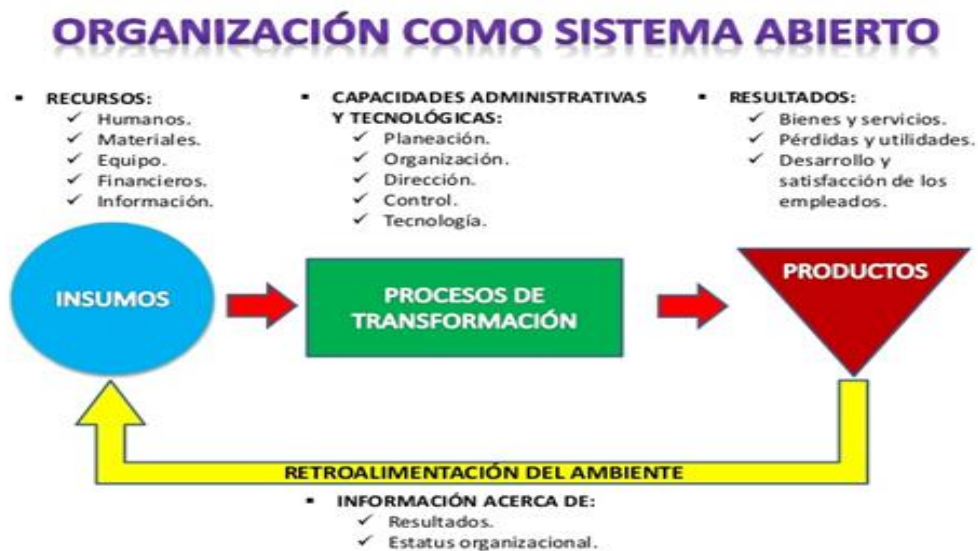 ORGANIZACIÓN COMO SISTEMA ABIERTO
▪ RECURSOS:
✓ Humanos.
✓ Materiales.
✓ Equipo.
✓ Financieros.
✓ Información.
▪ CAPACIDADES ADMINISTRATIVAS
Y TECNOLÓGICAS:
✓ Planeación.
✓ Organización.
✓ Dirección.
✓ Control.
✓ Tecnología.
▪ RESULTADOS:
✓ Bienes y servicios.
✓ Pérdidas y utilidades.
✓ Desarrollo y
satisfacción de los
empleados.
INSUMOS
PROCESOS DE
TRANSFORMACIÓN
PRODUCTOS
RETROALIMENTACIÓN DEL AMBIENTE
▪ INFORMACIÓN ACERCA DE:
✓ Resultados.
✓ Estatus organizacional.